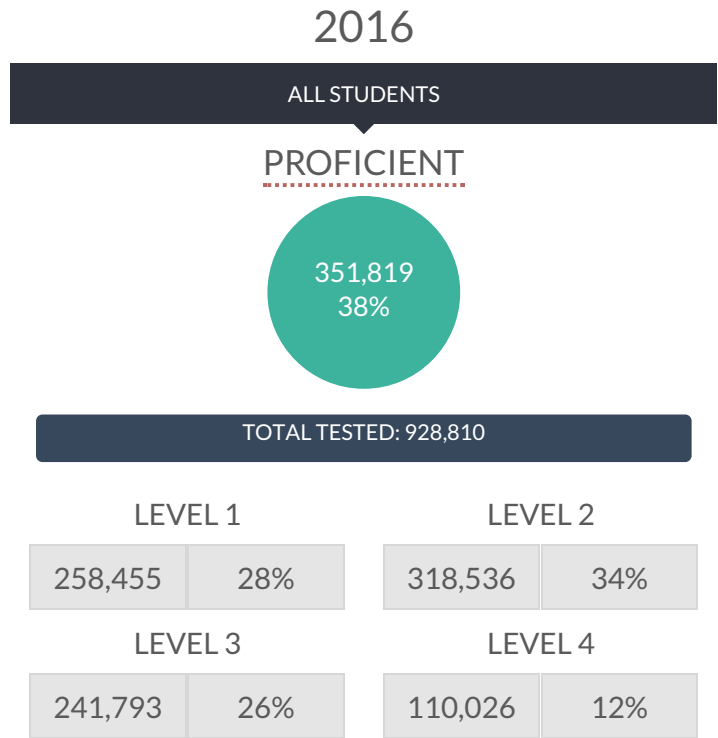 2016
ALL STUDENTS
PROFICIENT
351,819
38%
TOTAL TESTED: 928,810
LEVEL 1
258,455 28%
LEVEL 2
318,536 34%
LEVEL 3
241,793 26%
LEVEL 4
110,026 12%